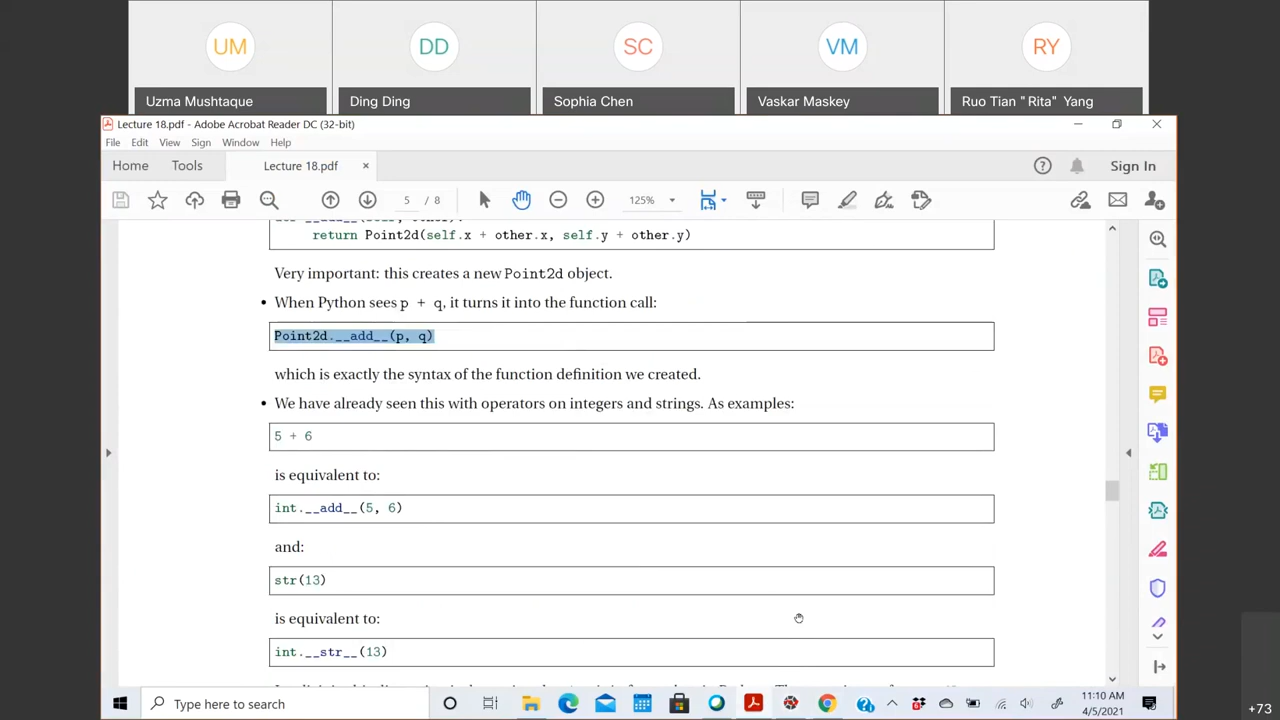 UM
DD
SC
VM
RY
Uzma Mushtaque
Ding Ding
Sophia Chen
Vaskar Maskey
Ruo Tian "Rita" Yang
Lecture 18.pdf - Adobe Acrobat Reader DC (32-bit)
File Edit View Sign Window Help
Home Tools Lecture 18.pdf × Sign In
5 / 8 125%
return Point2d(self.x + other.x, self.y + other.y)
Very important: this creates a new Point2d object.
• When Python sees p + q, it turns it into the function call:
Point2d.__add__(p, q)
which is exactly the syntax of the function definition we created.
• We have already seen this with operators on integers and strings. As examples:
5 + 6
is equivalent to:
int.__add__(5, 6)
and:
str(13)
is equivalent to:
int.__str__(13)
Type here to search
11:10 AM
4/5/2021
+73